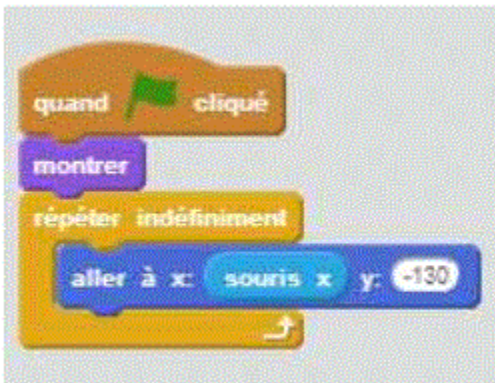 quand cliqué
montrer
répéter indéfiniment
aller à x: souris x y: -130